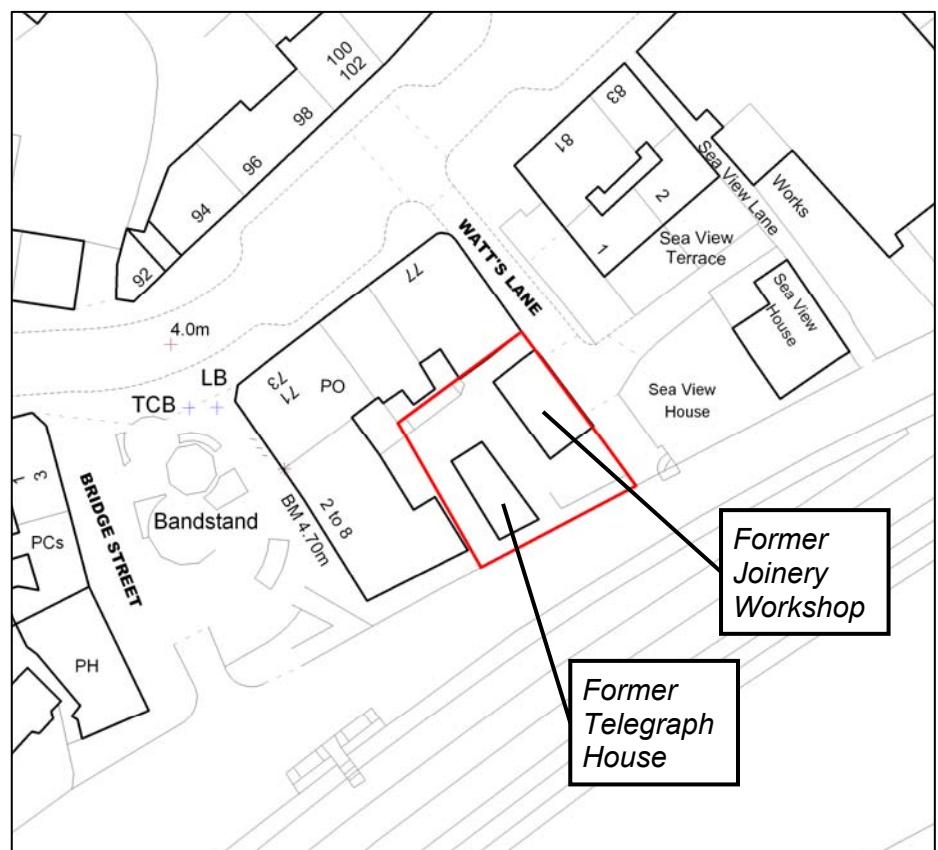 100
102
98
96
94
92
83
81
2
1
Sea View Lane
Works
Sea View
Terrace
WATT'S LANE
77
Sea View
House
4.0m
LB
TCB
73
71
PO
Sea View
House
1
3
BRIDGE STREET
Bandstand
BM 4.70m
2 to 8
PCs
PH
Former
Joinery
Workshop
Former
Telegraph
House